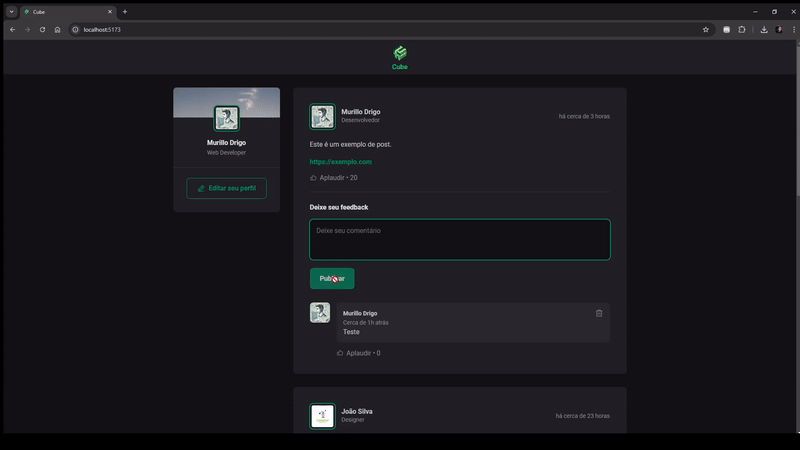 Cube
localhost:5173
Cube
Murillo Drigo
Web Developer
Editar seu perfil
Murillo Drigo
Desenvolvedor
há cerca de 3 horas
Este é um exemplo de post.
https://exemplo.com
Aplaudir • 20
Deixe seu feedback
Deixe seu comentário
Murillo Drigo
Cerca de 1h atrás
Teste
Aplaudir • 0
João Silva
Designer
há cerca de 23 horas